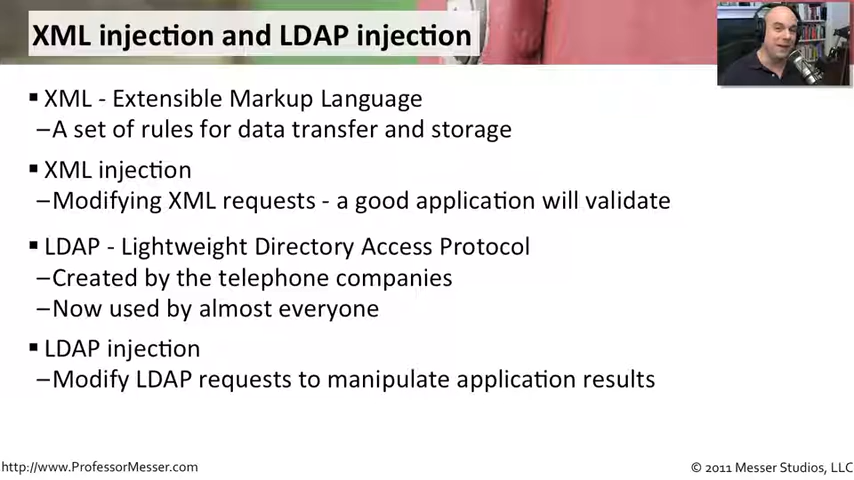 XML injection and LDAP injection
▪ XML - Extensible Markup Language
–A set of rules for data transfer and storage
▪ XML injection
–Modifying XML requests - a good application will validate
▪ LDAP - Lightweight Directory Access Protocol
–Created by the telephone companies
–Now used by almost everyone
▪ LDAP injection
–Modify LDAP requests to manipulate application results
http://www.ProfessorMesser.com
© 2011 Messer Studios, LLC